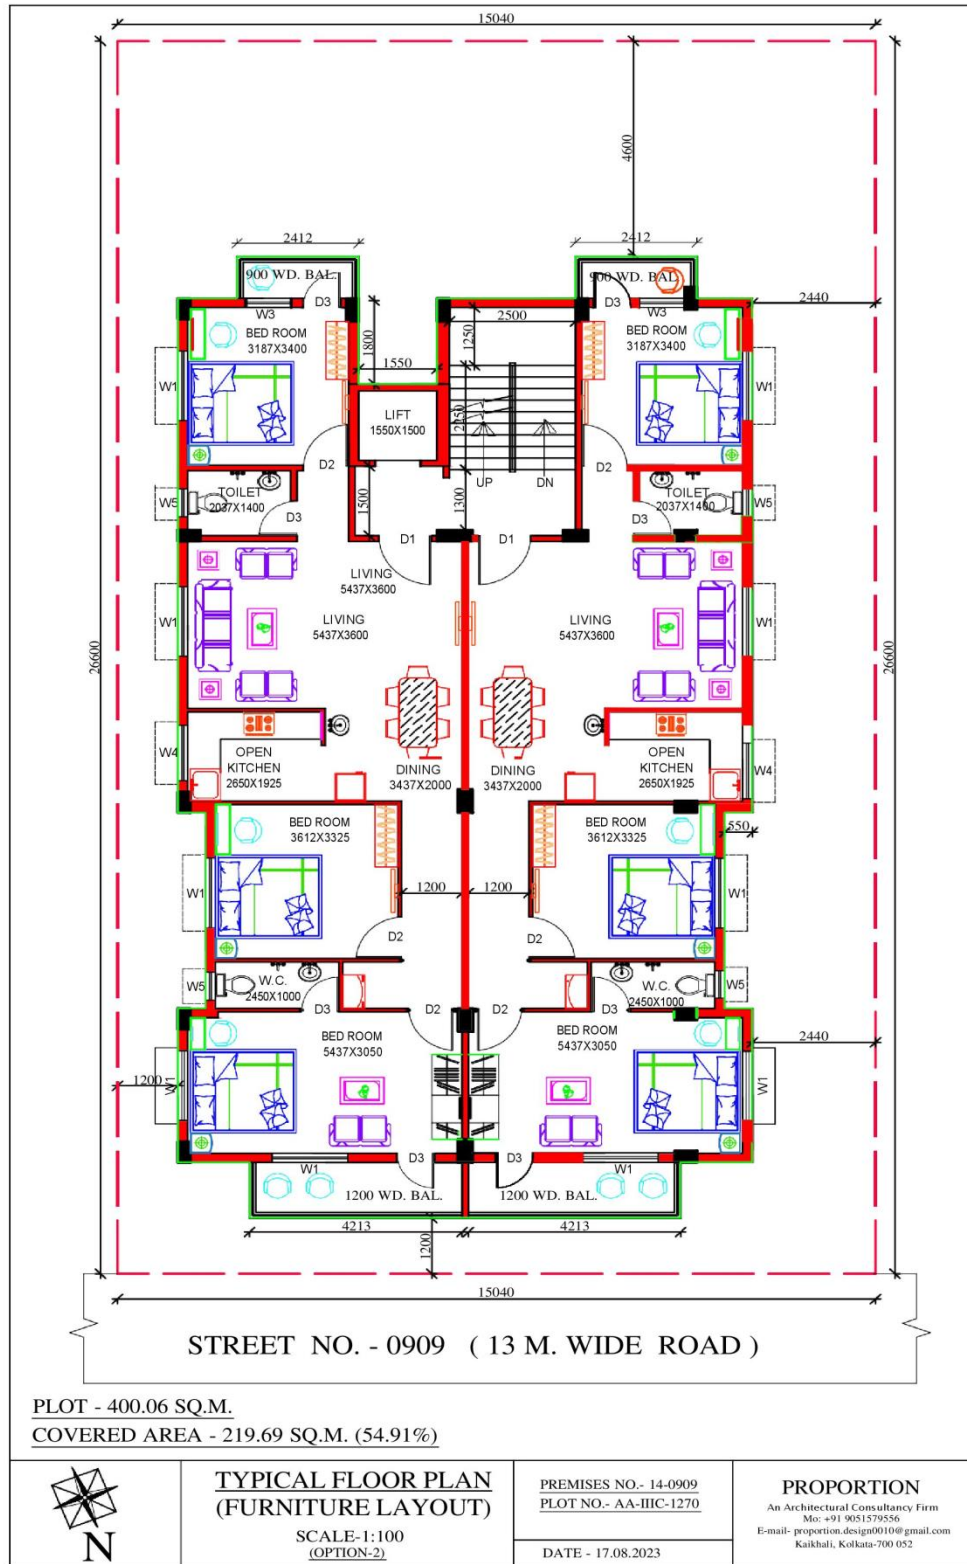 15040
4600
2412
2412
900 WD. BAL.
900 WD. BAL.
D3
D3
W3
W3
2440
BED ROOM
3187X3400
1800
1250
2500
BED ROOM
3187X3400
1550
W1
W1
LIFT
1550X1500
2250
D2
D2
UP
DN
TOILET
2037X1400
TOILET
2037X1400
W5
W5
1500
1300
D3
D3
D1
D1
LIVING
5437X3600
LIVING
5437X3600
LIVING
5437X3600
W1
W1
26600
26600
OPEN
KITCHEN
2650X1925
OPEN
KITCHEN
2650X1925
W4
W4
DINING
3437X2000
DINING
3437X2000
BED ROOM
3612X3325
BED ROOM
3612X3325
550
W1
W1
1200
1200
D2
D2
W.C.
2450X1000
W.C.
2450X1000
W5
W5
D3
D2
D2
D3
BED ROOM
5437X3050
BED ROOM
5437X3050
2440
1200
W1
W1
W1
D3
D3
W1
1200 WD. BAL.
1200 WD. BAL.
4213
4213
1200
15040
STREET NO. - 0909 ( 13 M. WIDE ROAD )
PLOT - 400.06 SQ.M.
COVERED AREA - 219.69 SQ.M. (54.91%)
N
TYPICAL FLOOR PLAN
(FURNITURE LAYOUT)
SCALE-1:100
(OPTION-2)
PREMISES NO.- 14-0909
PLOT NO.- AA-IIIC-1270
DATE - 17.08.2023
PROPORTION
An Architectural Consultancy Firm
Mo: +91 9051579556
E-mail- proportion.design0010@gmail.com
Kaikhali, Kolkata-700 052